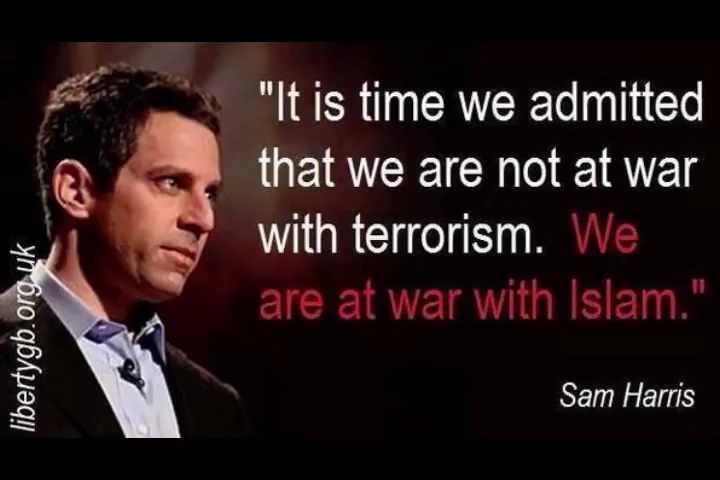 "It is time we admitted
that we are not at war
with terrorism. We
are at war with Islam."
Sam Harris
libertygb.org.uk